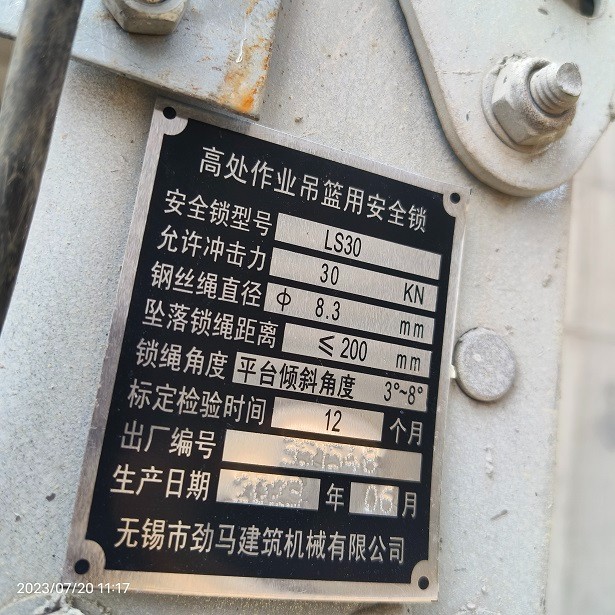 高处作业吊篮用安全锁
安全锁型号 LS30
允许冲击力 30 KN
钢丝绳直径 Φ 8.3 mm
坠落锁绳距离 ≤200 mm
锁绳角度 平台倾斜角度 3°~8°
标定检验时间 12 个月
出厂编号
生产日期 年 06 月
无锡市劲马建筑机械有限公司
2023/07/20 11:17